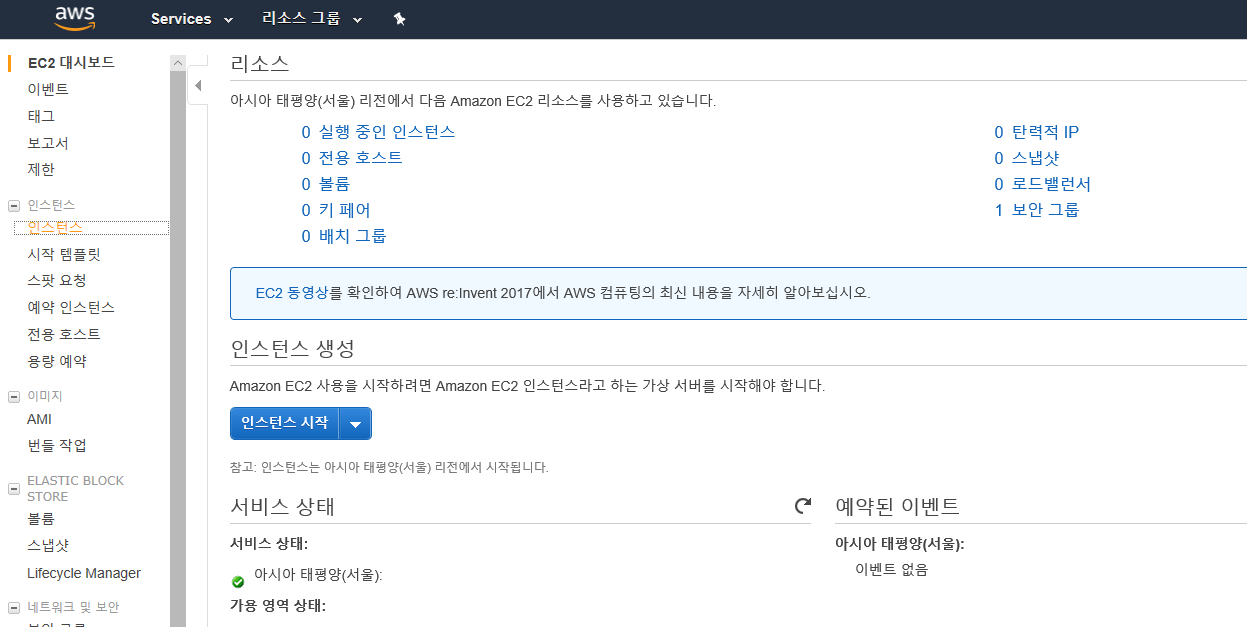 aws
Services
리소스 그룹
EC2 대시보드
이벤트
태그
보고서
제한
인스턴스
인스턴스
시작 템플릿
스팟 요청
예약 인스턴스
전용 호스트
용량 예약
이미지
AMI
번들 작업
ELASTIC BLOCK
STORE
볼륨
스냅샷
Lifecycle Manager
네트워크 및 보안
리소스
아시아 태평양(서울) 리전에서 다음 Amazon EC2 리소스를 사용하고 있습니다.
0 실행 중인 인스턴스
0 전용 호스트
0 볼륨
0 키 페어
0 배치 그룹
0 탄력적 IP
0 스냅샷
0 로드밸런서
1 보안 그룹
EC2 동영상를 확인하여 AWS re:Invent 2017에서 AWS 컴퓨팅의 최신 내용을 자세히 알아보십시오.
인스턴스 생성
Amazon EC2 사용을 시작하려면 Amazon EC2 인스턴스라고 하는 가상 서버를 시작해야 합니다.
인스턴스 시작
참고: 인스턴스는 아시아 태평양(서울) 리전에서 시작됩니다.
서비스 상태
서비스 상태:
아시아 태평양(서울):
가용 영역 상태:
예약된 이벤트
아시아 태평양(서울):
이벤트 없음